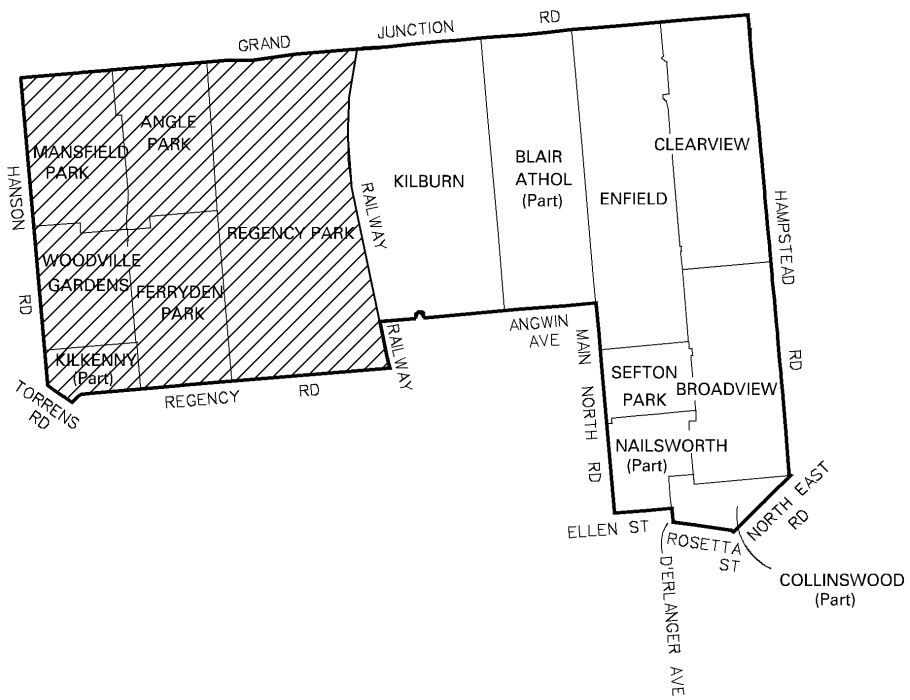 GRAND
JUNCTION
RD
HANSON
RD
MANSFIELD
PARK
ANGLE
PARK
WOODVILLE
GARDENS
FERRYDEN
PARK
REGENCY PARK
KILKENNY
(Part)
TORRENS
RD
REGENCY
RD
RAILWAY
RAILWAY
KILBURN
BLAIR
ATHOL
(Part)
ENFIELD
CLEARVIEW
HAMPSTEAD
RD
ANGWIN
AVE
MAIN
NORTH
RD
SEFTON
PARK
BROADVIEW
NAILSWORTH
(Part)
ELLEN ST
ROSETTA
ST
D'ERLANGER AVE
NORTH EAST
RD
COLLINSWOOD
(Part)